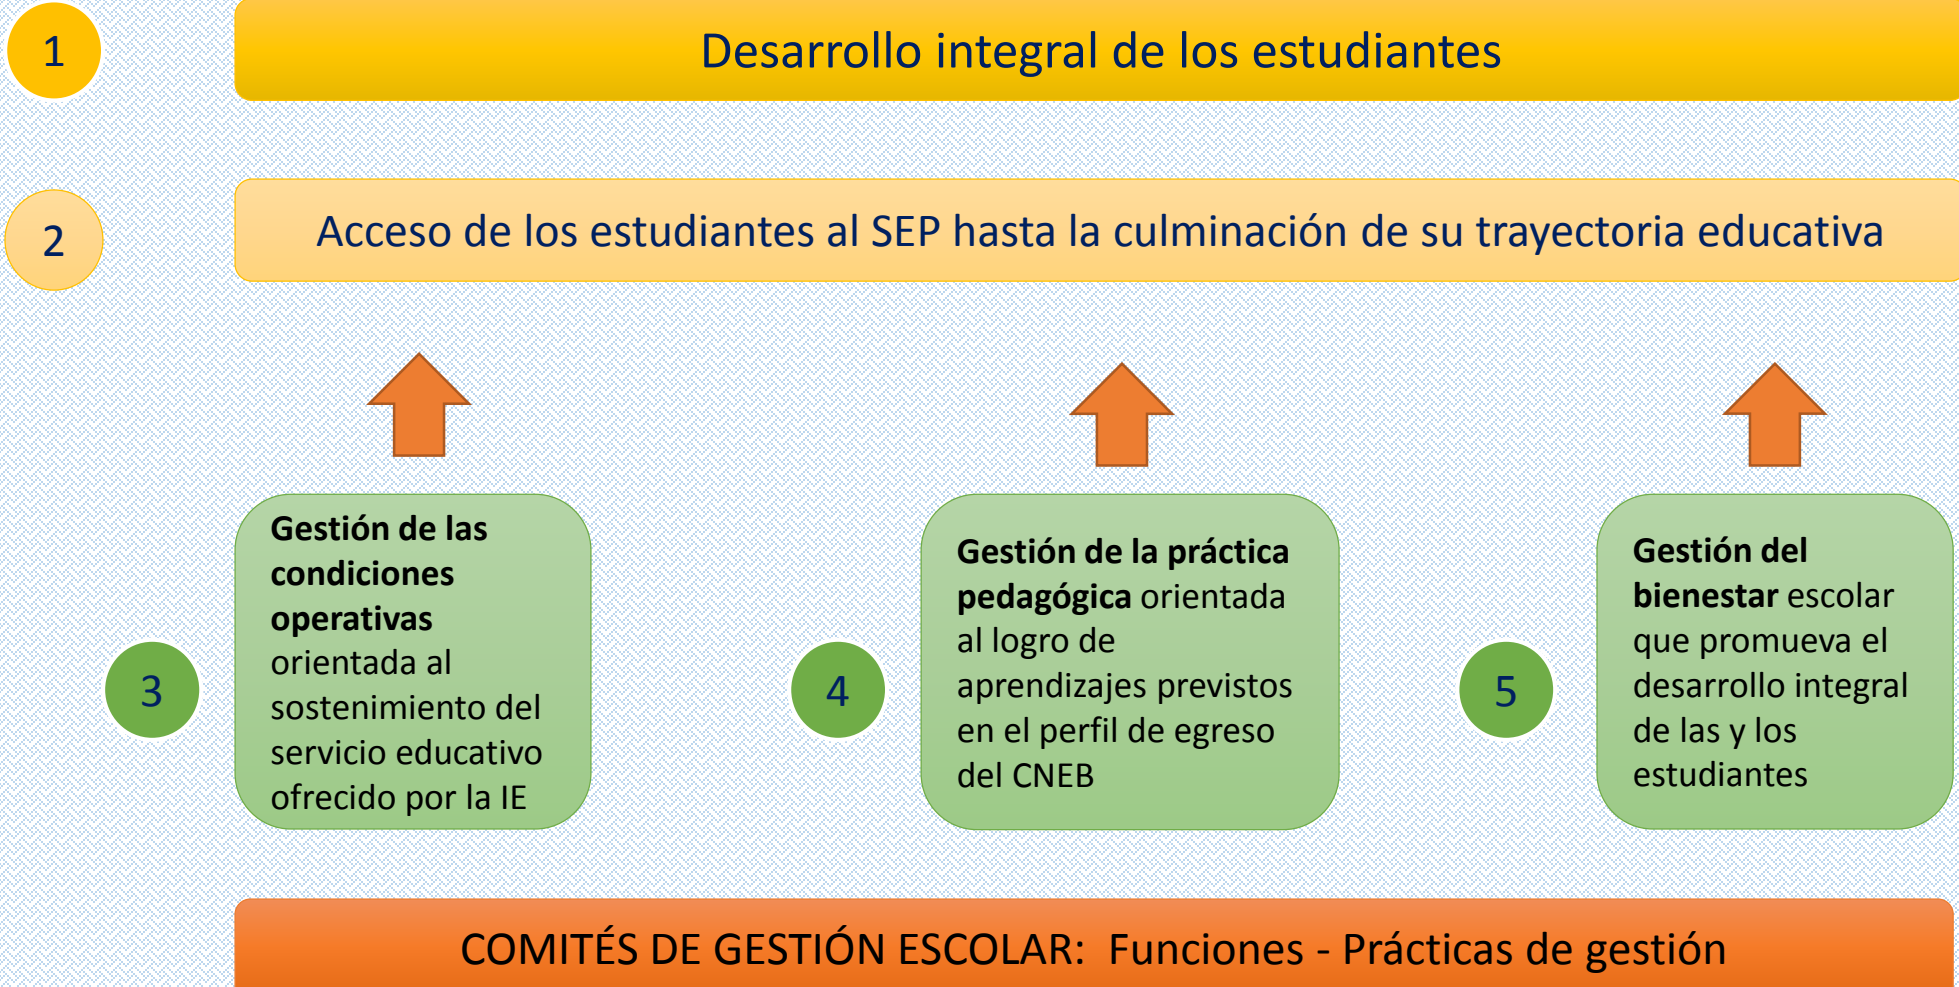 1
Desarrollo integral de los estudiantes
2
Acceso de los estudiantes al SEP hasta la culminación de su trayectoria educativa
3
Gestión de las
condiciones
operativas
orientada al
sostenimiento del
servicio educativo
ofrecido por la IE
4
Gestión de la práctica
pedagógica orientada
al logro de
aprendizajes previstos
en el perfil de egreso
del CNEB
5
Gestión del
bienestar escolar
que promueva el
desarrollo integral
de las y los
estudiantes
COMITÉS DE GESTIÓN ESCOLAR: Funciones - Prácticas de gestión